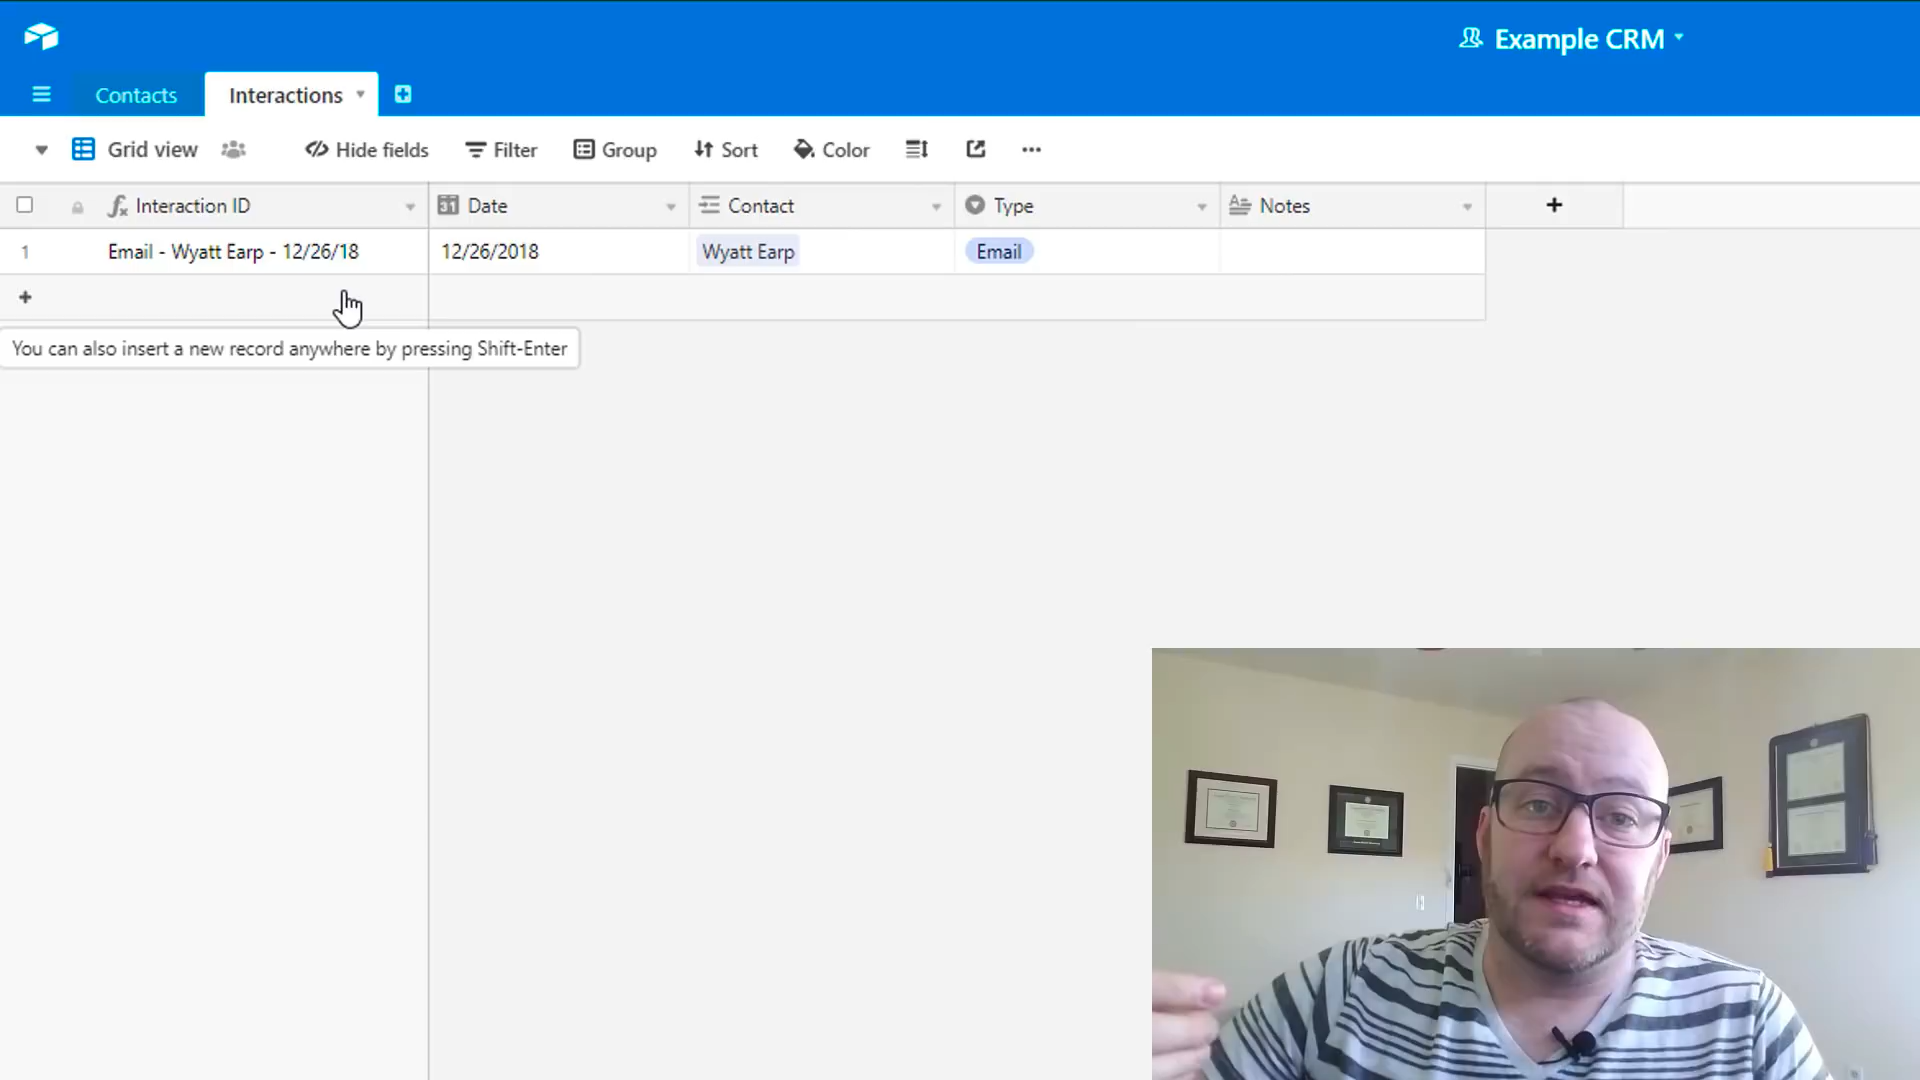 Example CRM
Contacts
Interactions
Grid view
Hide fields
Filter
Group
Sort
Color
Interaction ID
31 Date
Contact
Type
A Notes
1 Email - Wyatt Earp - 12/26/18 12/26/2018 Wyatt Earp Email
You can also insert a new record anywhere by pressing Shift-Enter